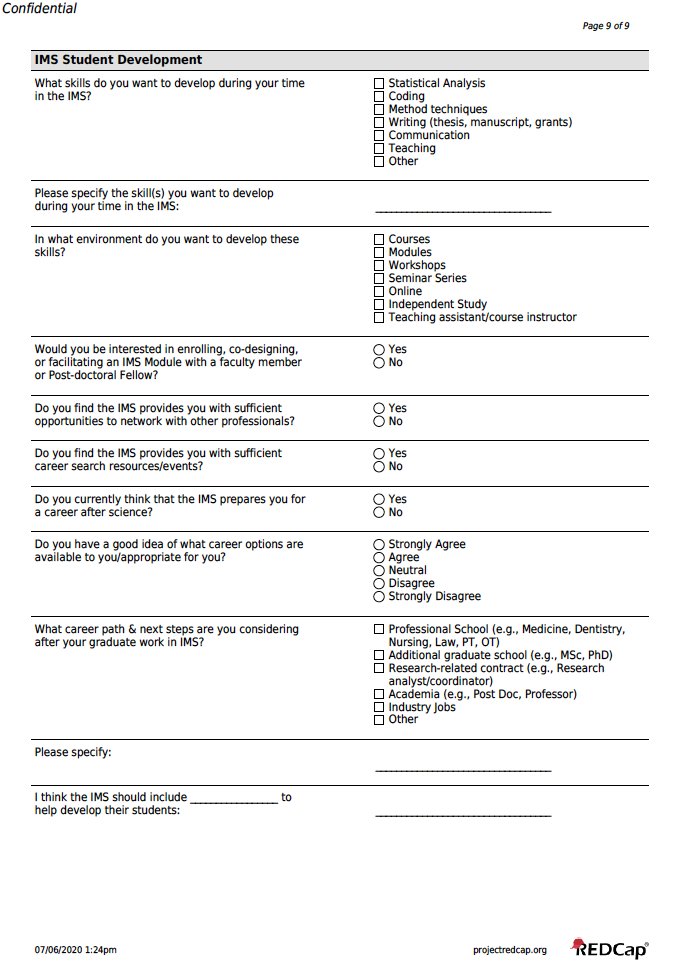 Confidential
Page 9 of 9
IMS Student Development
What skills do you want to develop during your time
in the IMS?
Statistical Analysis
Coding
Method techniques
Writing (thesis, manuscript, grants)
Communication
Teaching
Other
Please specify the skill(s) you want to develop
during your time in the IMS:
__________________________________
In what environment do you want to develop these
skills?
Courses
Modules
Workshops
Seminar Series
Online
Independent Study
Teaching assistant/course instructor
Would you be interested in enrolling, co-designing,
or facilitating an IMS Module with a faculty member
or Post-doctoral Fellow?
Yes
No
Do you find the IMS provides you with sufficient
opportunities to network with other professionals?
Yes
No
Do you find the IMS provides you with sufficient
career search resources/events?
Yes
No
Do you currently think that the IMS prepares you for
a career after science?
Yes
No
Do you have a good idea of what career options are
available to you/appropriate for you?
Strongly Agree
Agree
Neutral
Disagree
Strongly Disagree
What career path & next steps are you considering
after your graduate work in IMS?
Professional School (e.g., Medicine, Dentistry,
Nursing, Law, PT, OT)
Additional graduate school (e.g., MSc, PhD)
Research-related contract (e.g., Research
analyst/coordinator)
Academia (e.g., Post Doc, Professor)
Industry Jobs
Other
Please specify:
__________________________________
I think the IMS should include _________________ to
help develop their students:
__________________________________
07/06/2020 1:24pm
projectredcap.org
REDCap®